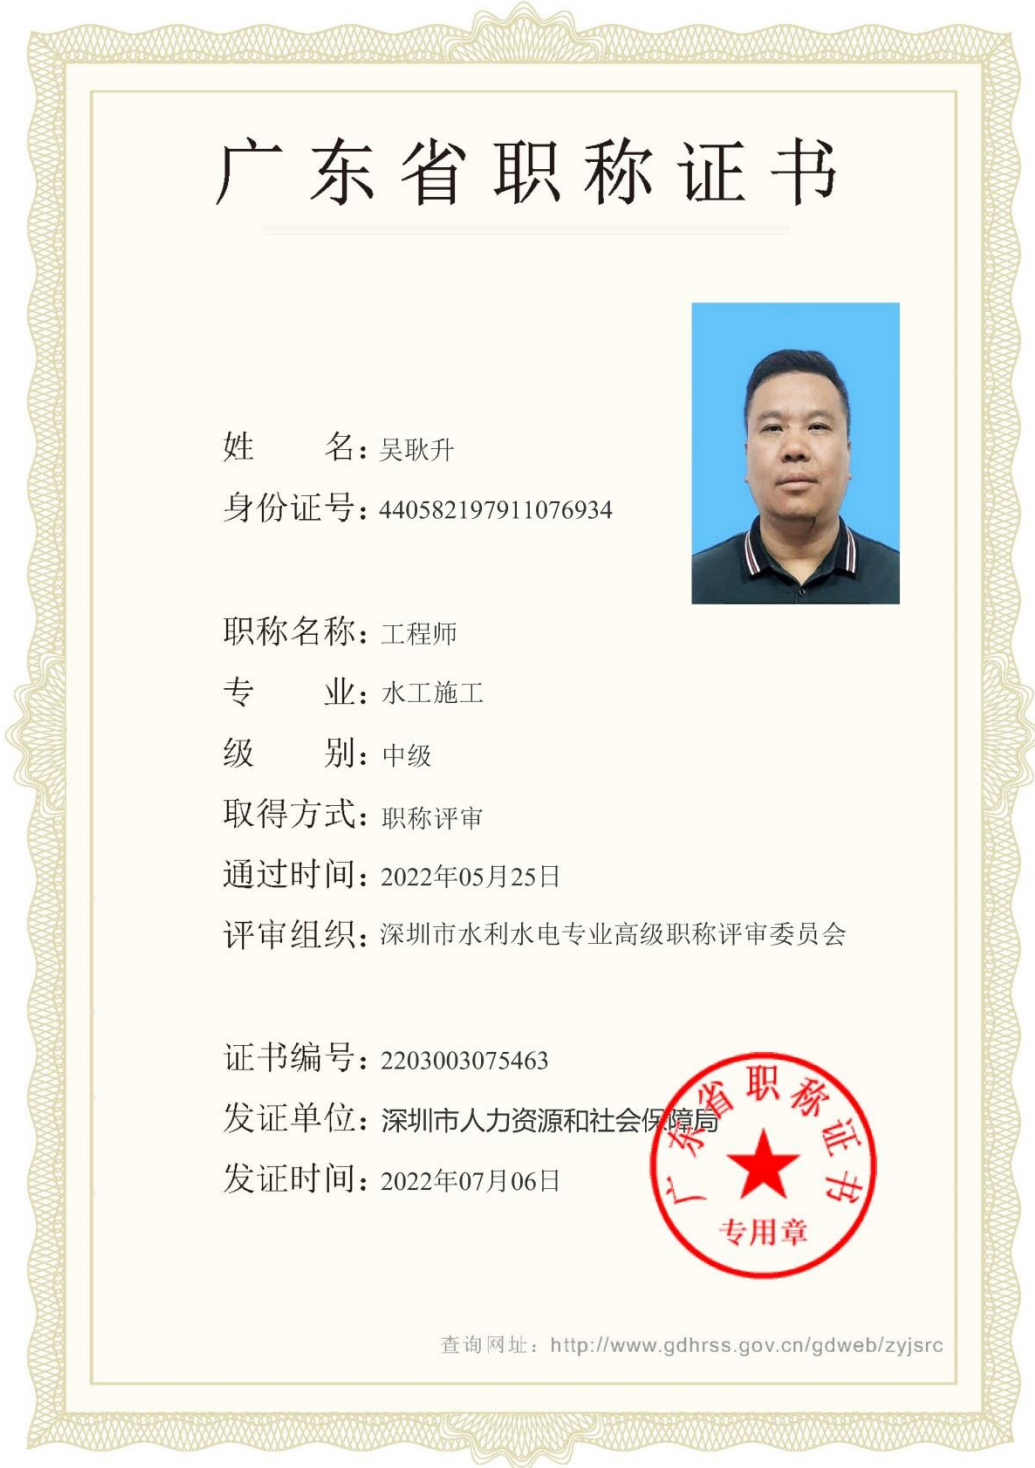 广东省职称证书
姓名：吴耿升
身份证号：440582197911076934
职称名称：工程师
专业：水工施工
级别：中级
取得方式：职称评审
通过时间：2022年05月25日
评审组织：深圳市水利水电专业高级职称评审委员会
证书编号：2203003075463
发证单位：深圳市人力资源和社会保障局
发证时间：2022年07月06日
广东省职称证书
专用章
查询网址：http://www.gdhrss.gov.cn/gdweb/zyjsrc